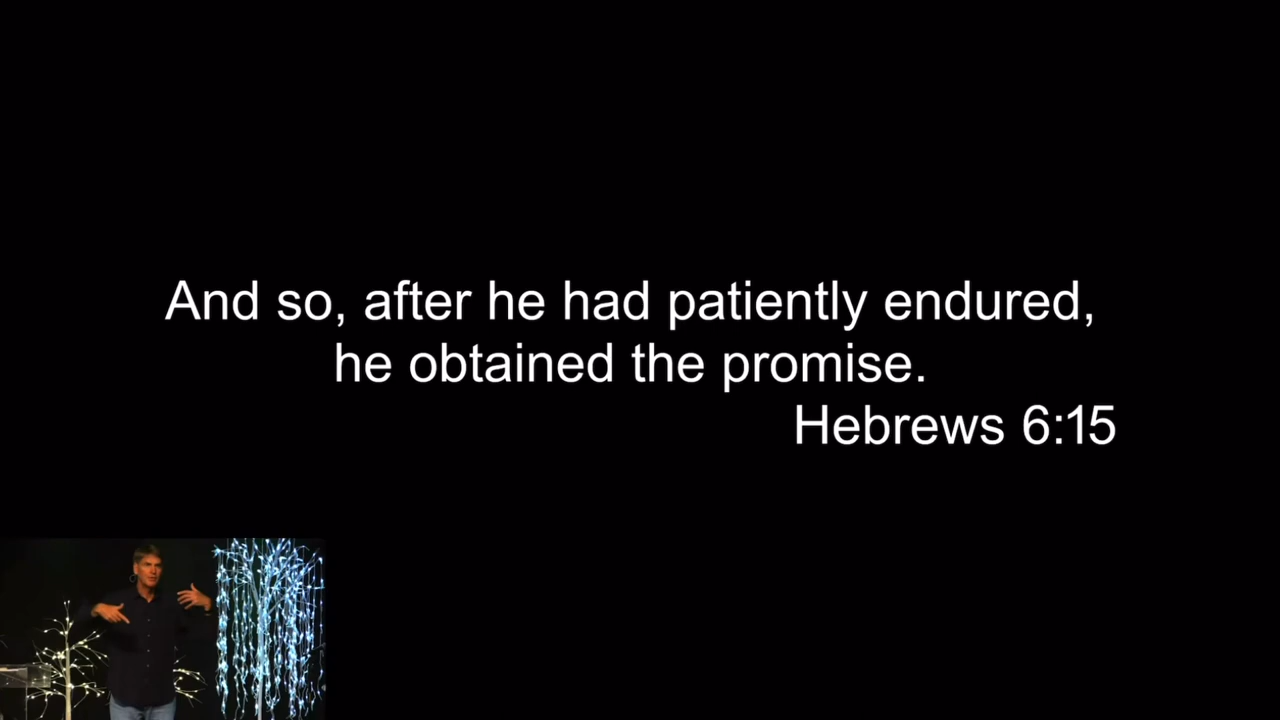 And so, after he had patiently endured,
he obtained the promise.
Hebrews 6:15